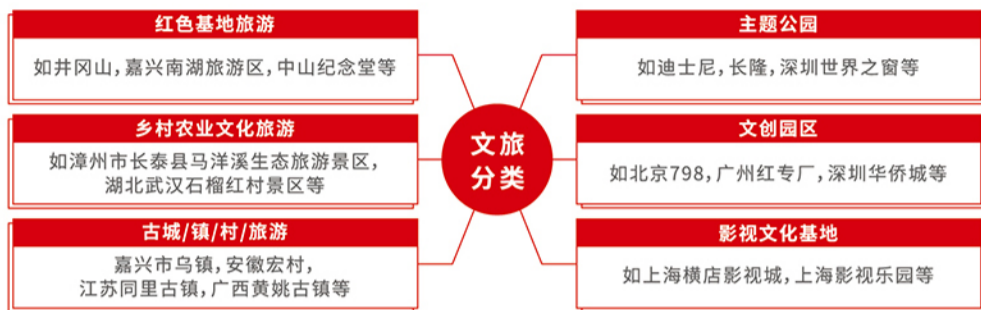 红色基地旅游
如井冈山,嘉兴南湖旅游区,中山纪念堂等
乡村农业文化旅游
如漳州市长泰县马洋溪生态旅游景区,
湖北武汉石榴红村景区等
古城/镇/村/旅游
嘉兴市乌镇,安徽宏村,
江苏同里古镇,广西黄姚古镇等
文旅
分类
主题公园
如迪士尼,长隆,深圳世界之窗等
文创园区
如北京798,广州红专厂,深圳华侨城等
影视文化基地
如上海横店影视城,上海影视乐园等